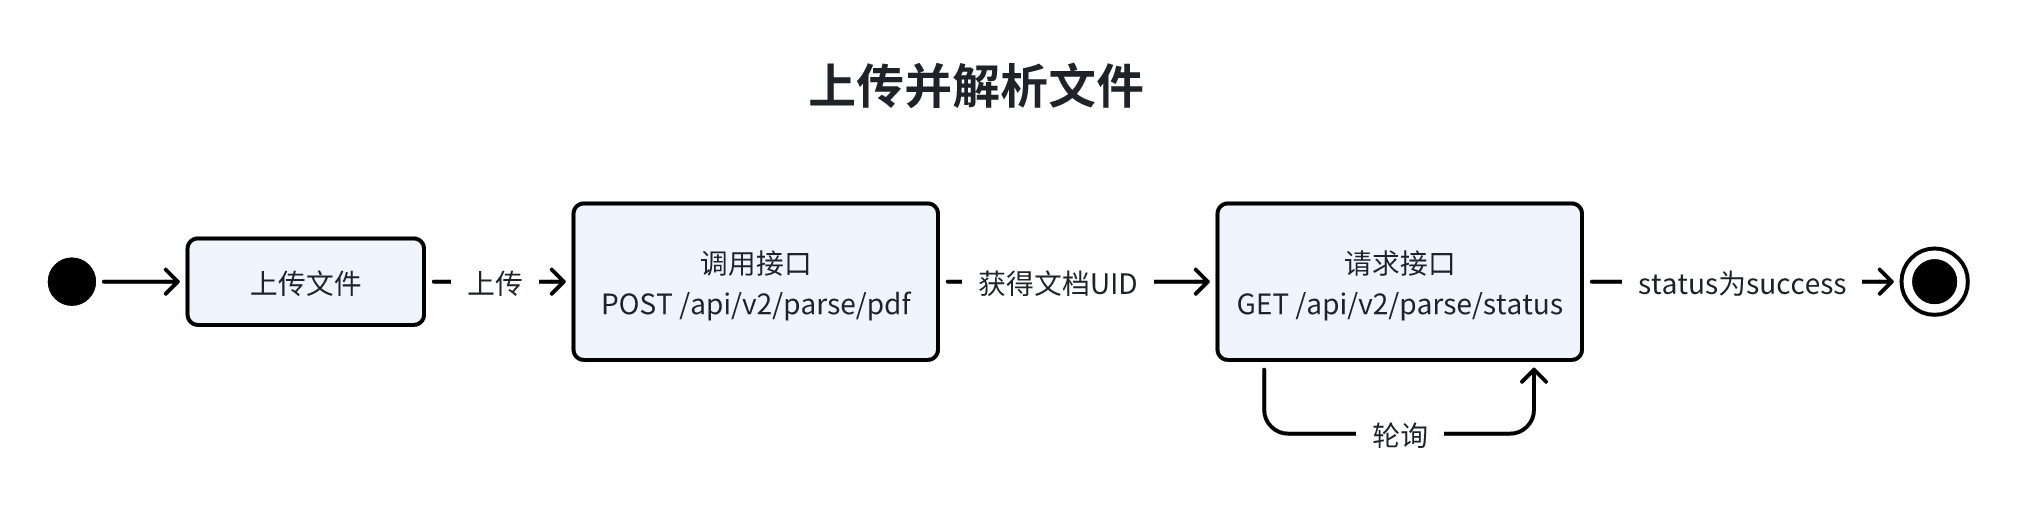 上传并解析文件
上传文件
上传
调用接口
POST /api/v2/parse/pdf
获得文档UID
请求接口
GET /api/v2/parse/status
status为success
轮询